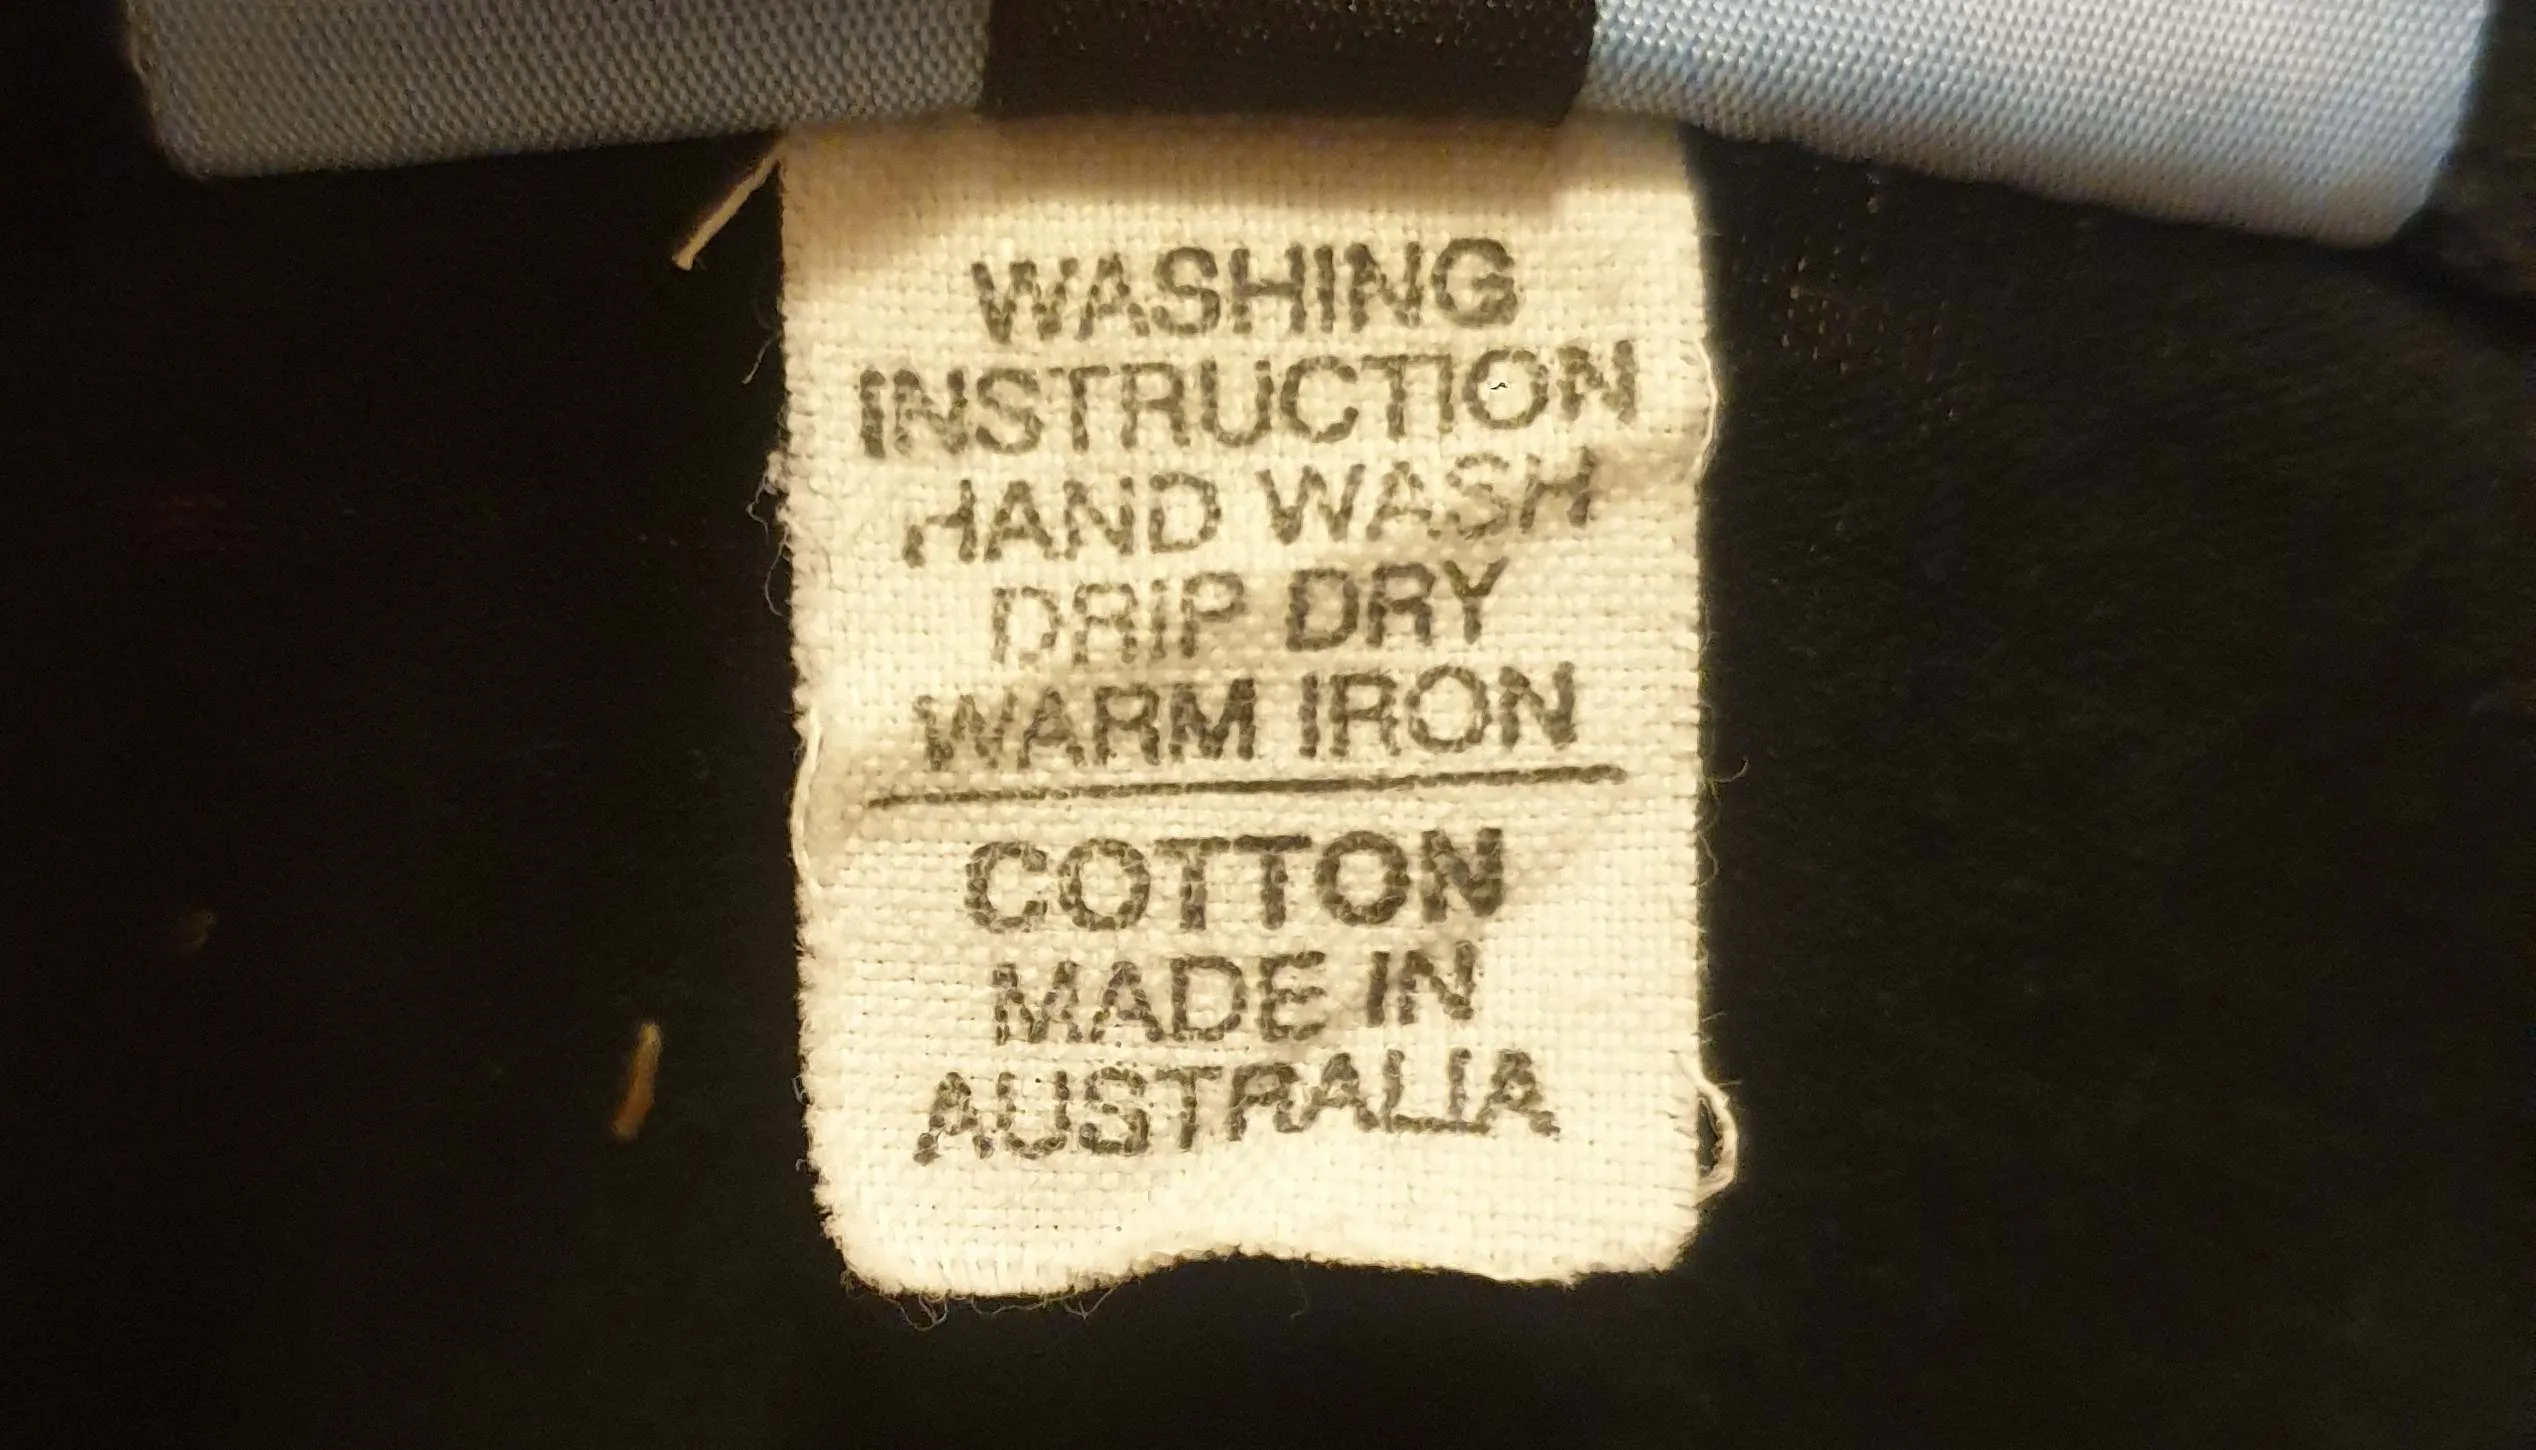 WASHING
INSTRUCTION
HAND WASH
DRIP DRY
WARM IRON
COTTON
MADE IN
AUSTRALIA